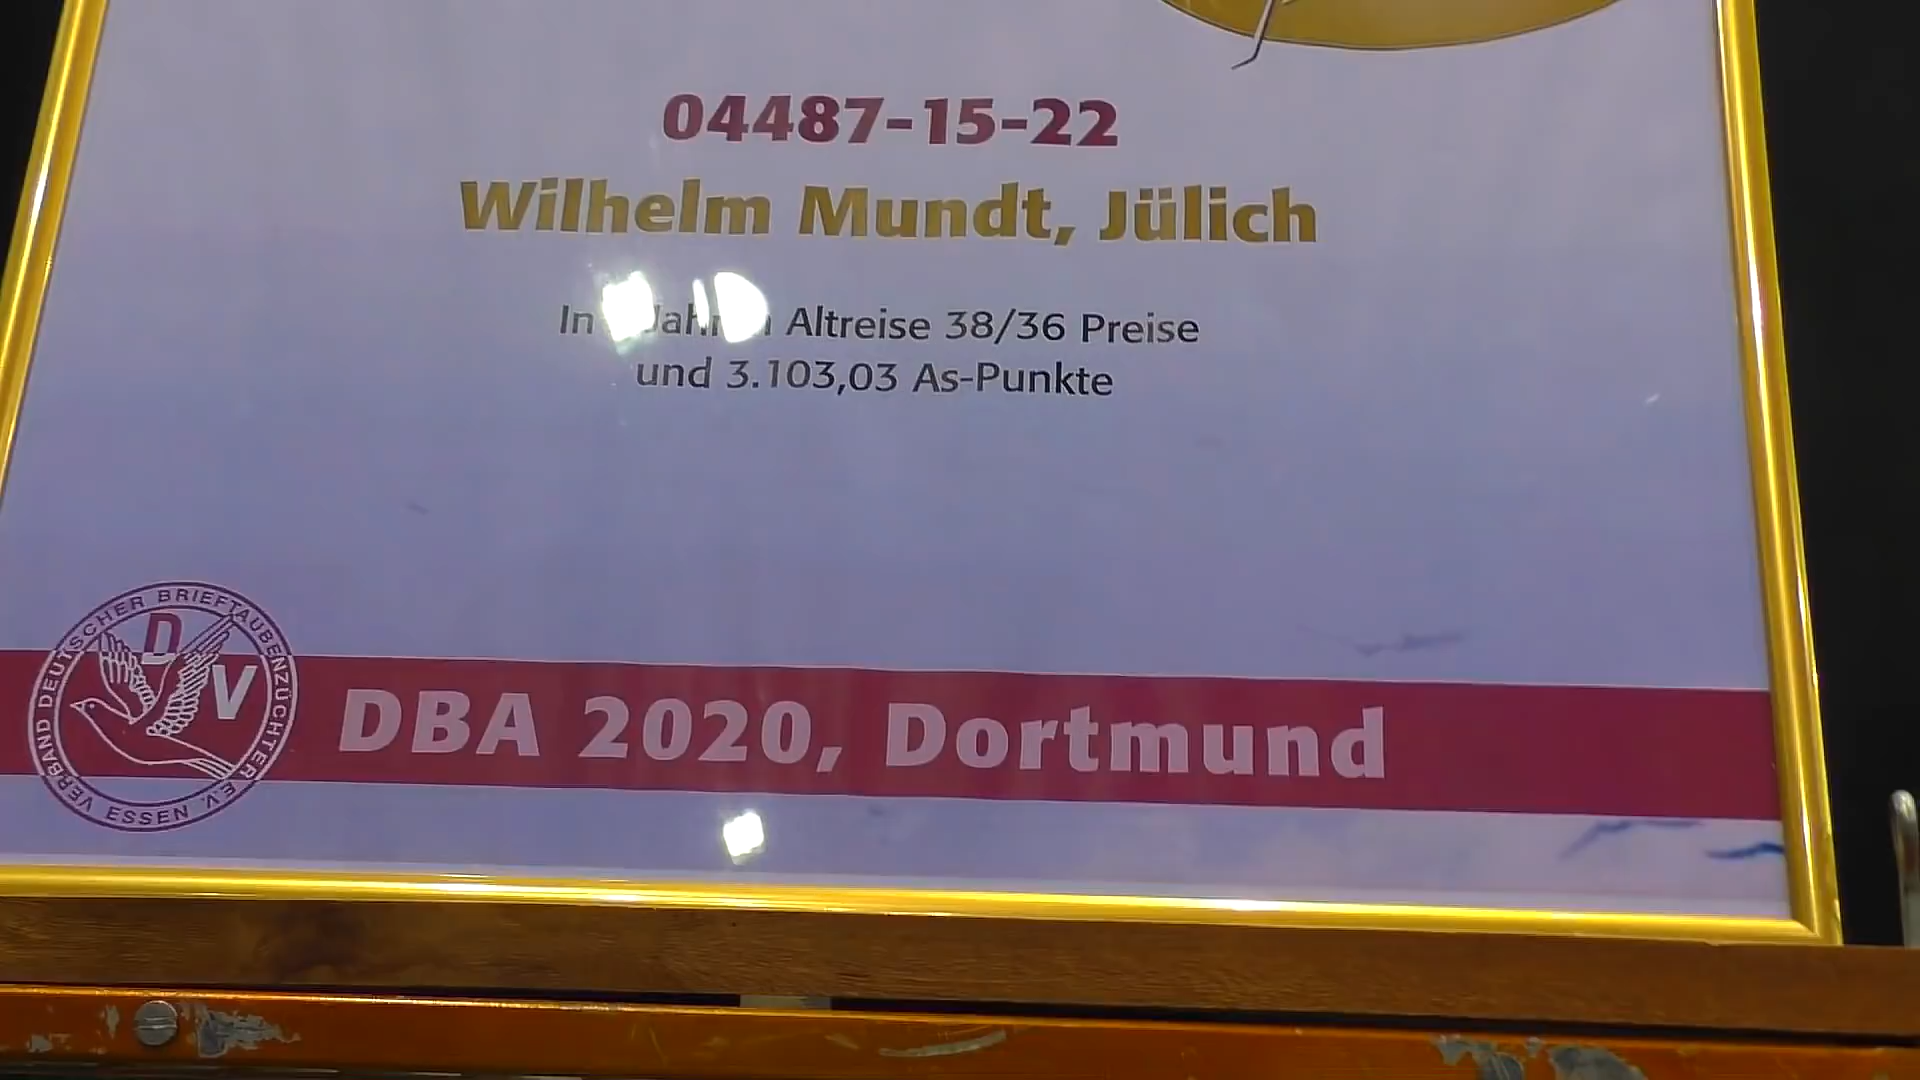 04487-15-22
Wilhelm Mundt, Jülich
In Altreise 38/36 Preise
und 3.103,03 As-Punkte
VERBAND DEUTSCHER BRIEFTAUBENZÜCHTER E.V. ESSEN
D
V
DBA 2020, Dortmund